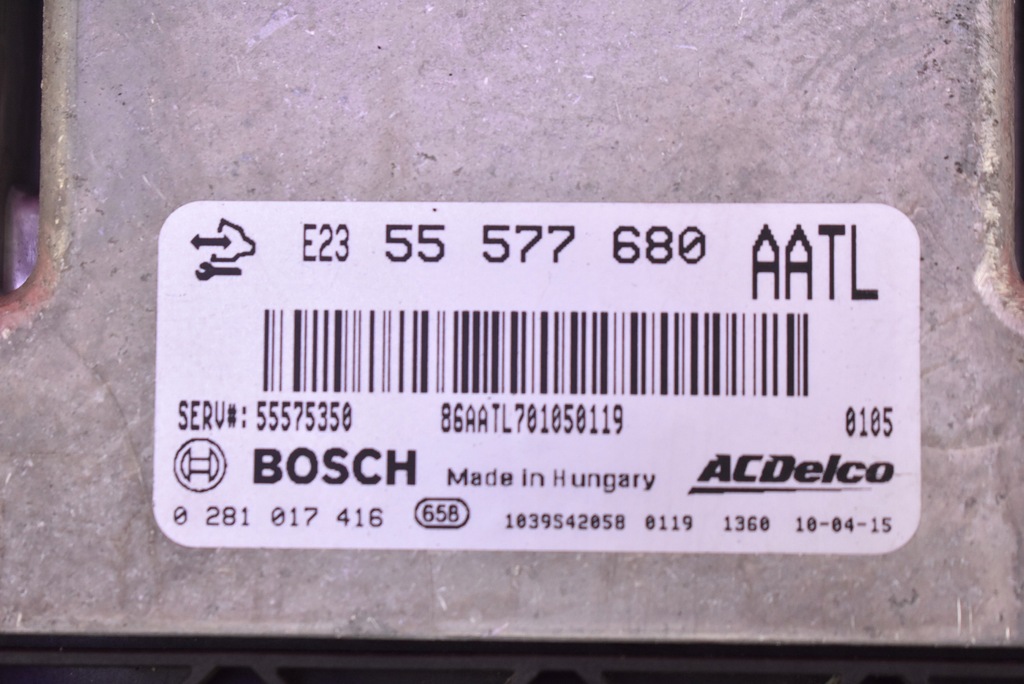 E23 55 577 680 AATL
SERV#: 55575350 86AATL701050119 0105
BOSCH Made in Hungary ACDelco
0 281 017 416 658 1039S42058 0119 1360 10-04-15